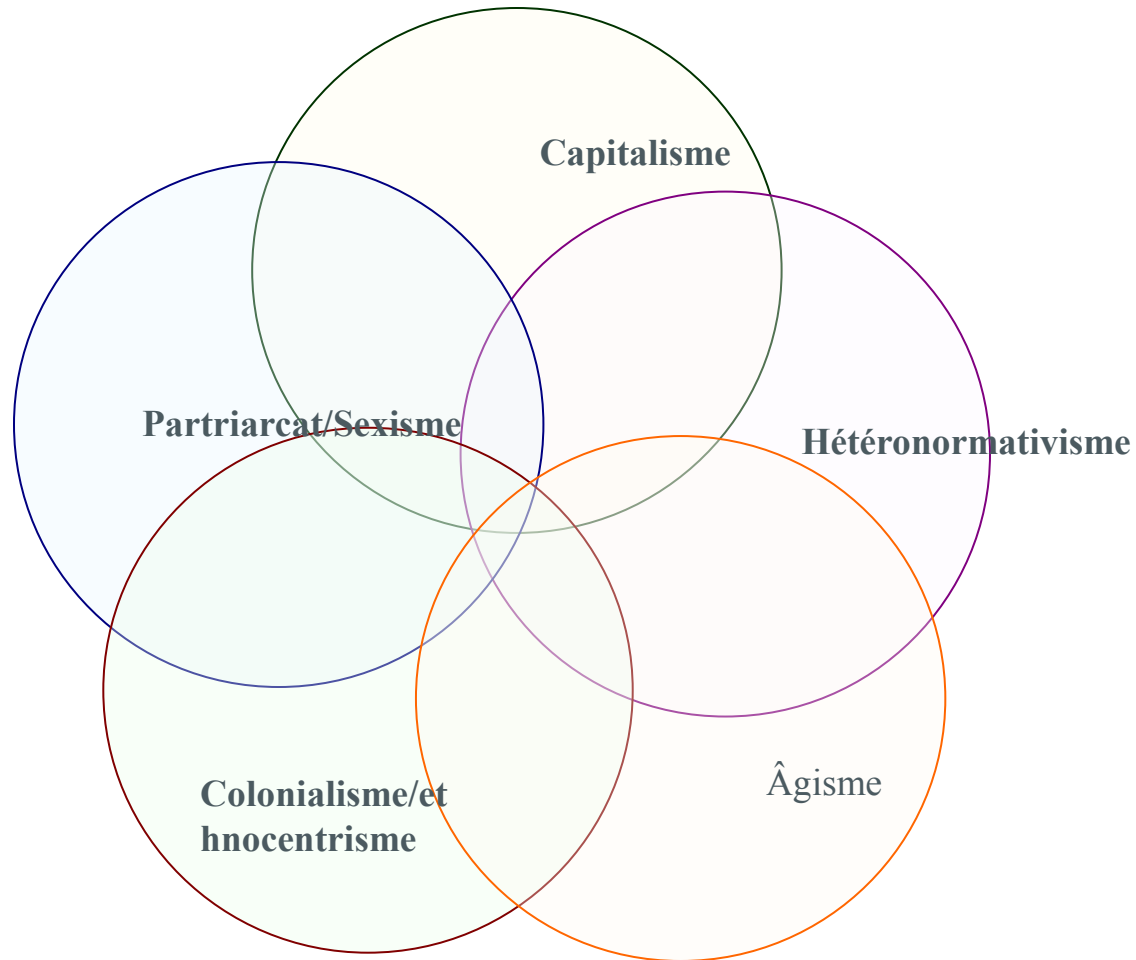 Capitalisme
Partriarcat/Sexisme
Hétéronormativisme
Colonialisme/et
hnocentrisme
Âgisme